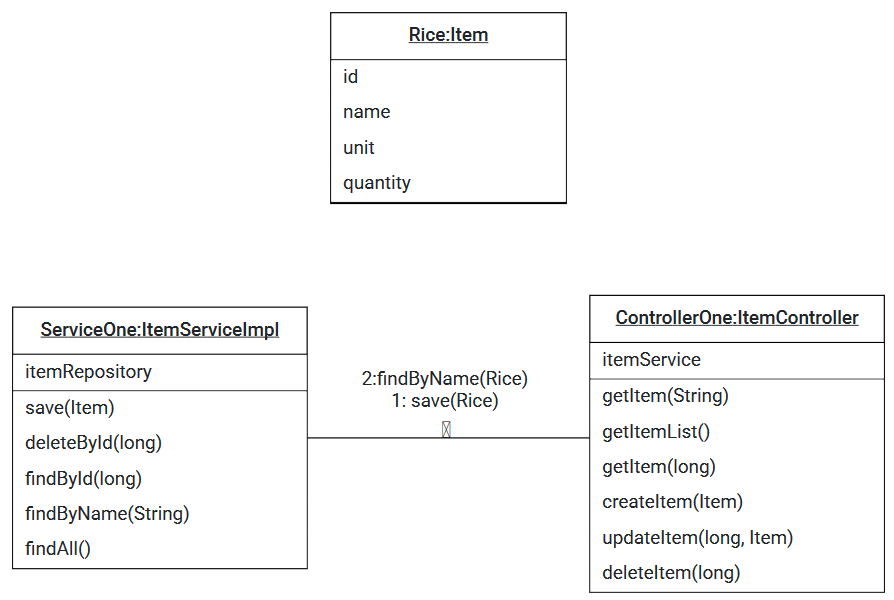 Rice:Item
id
name
unit
quantity
ServiceOne:ItemServiceImpl
itemRepository
save(Item)
deleteById(long)
findById(long)
findByName(String)
findAll()
2:findByName(Rice)
1: save(Rice)
ControllerOne:ItemController
itemService
getItem(String)
getItemList()
getItem(long)
createItem(Item)
updateItem(long, Item)
deleteItem(long)